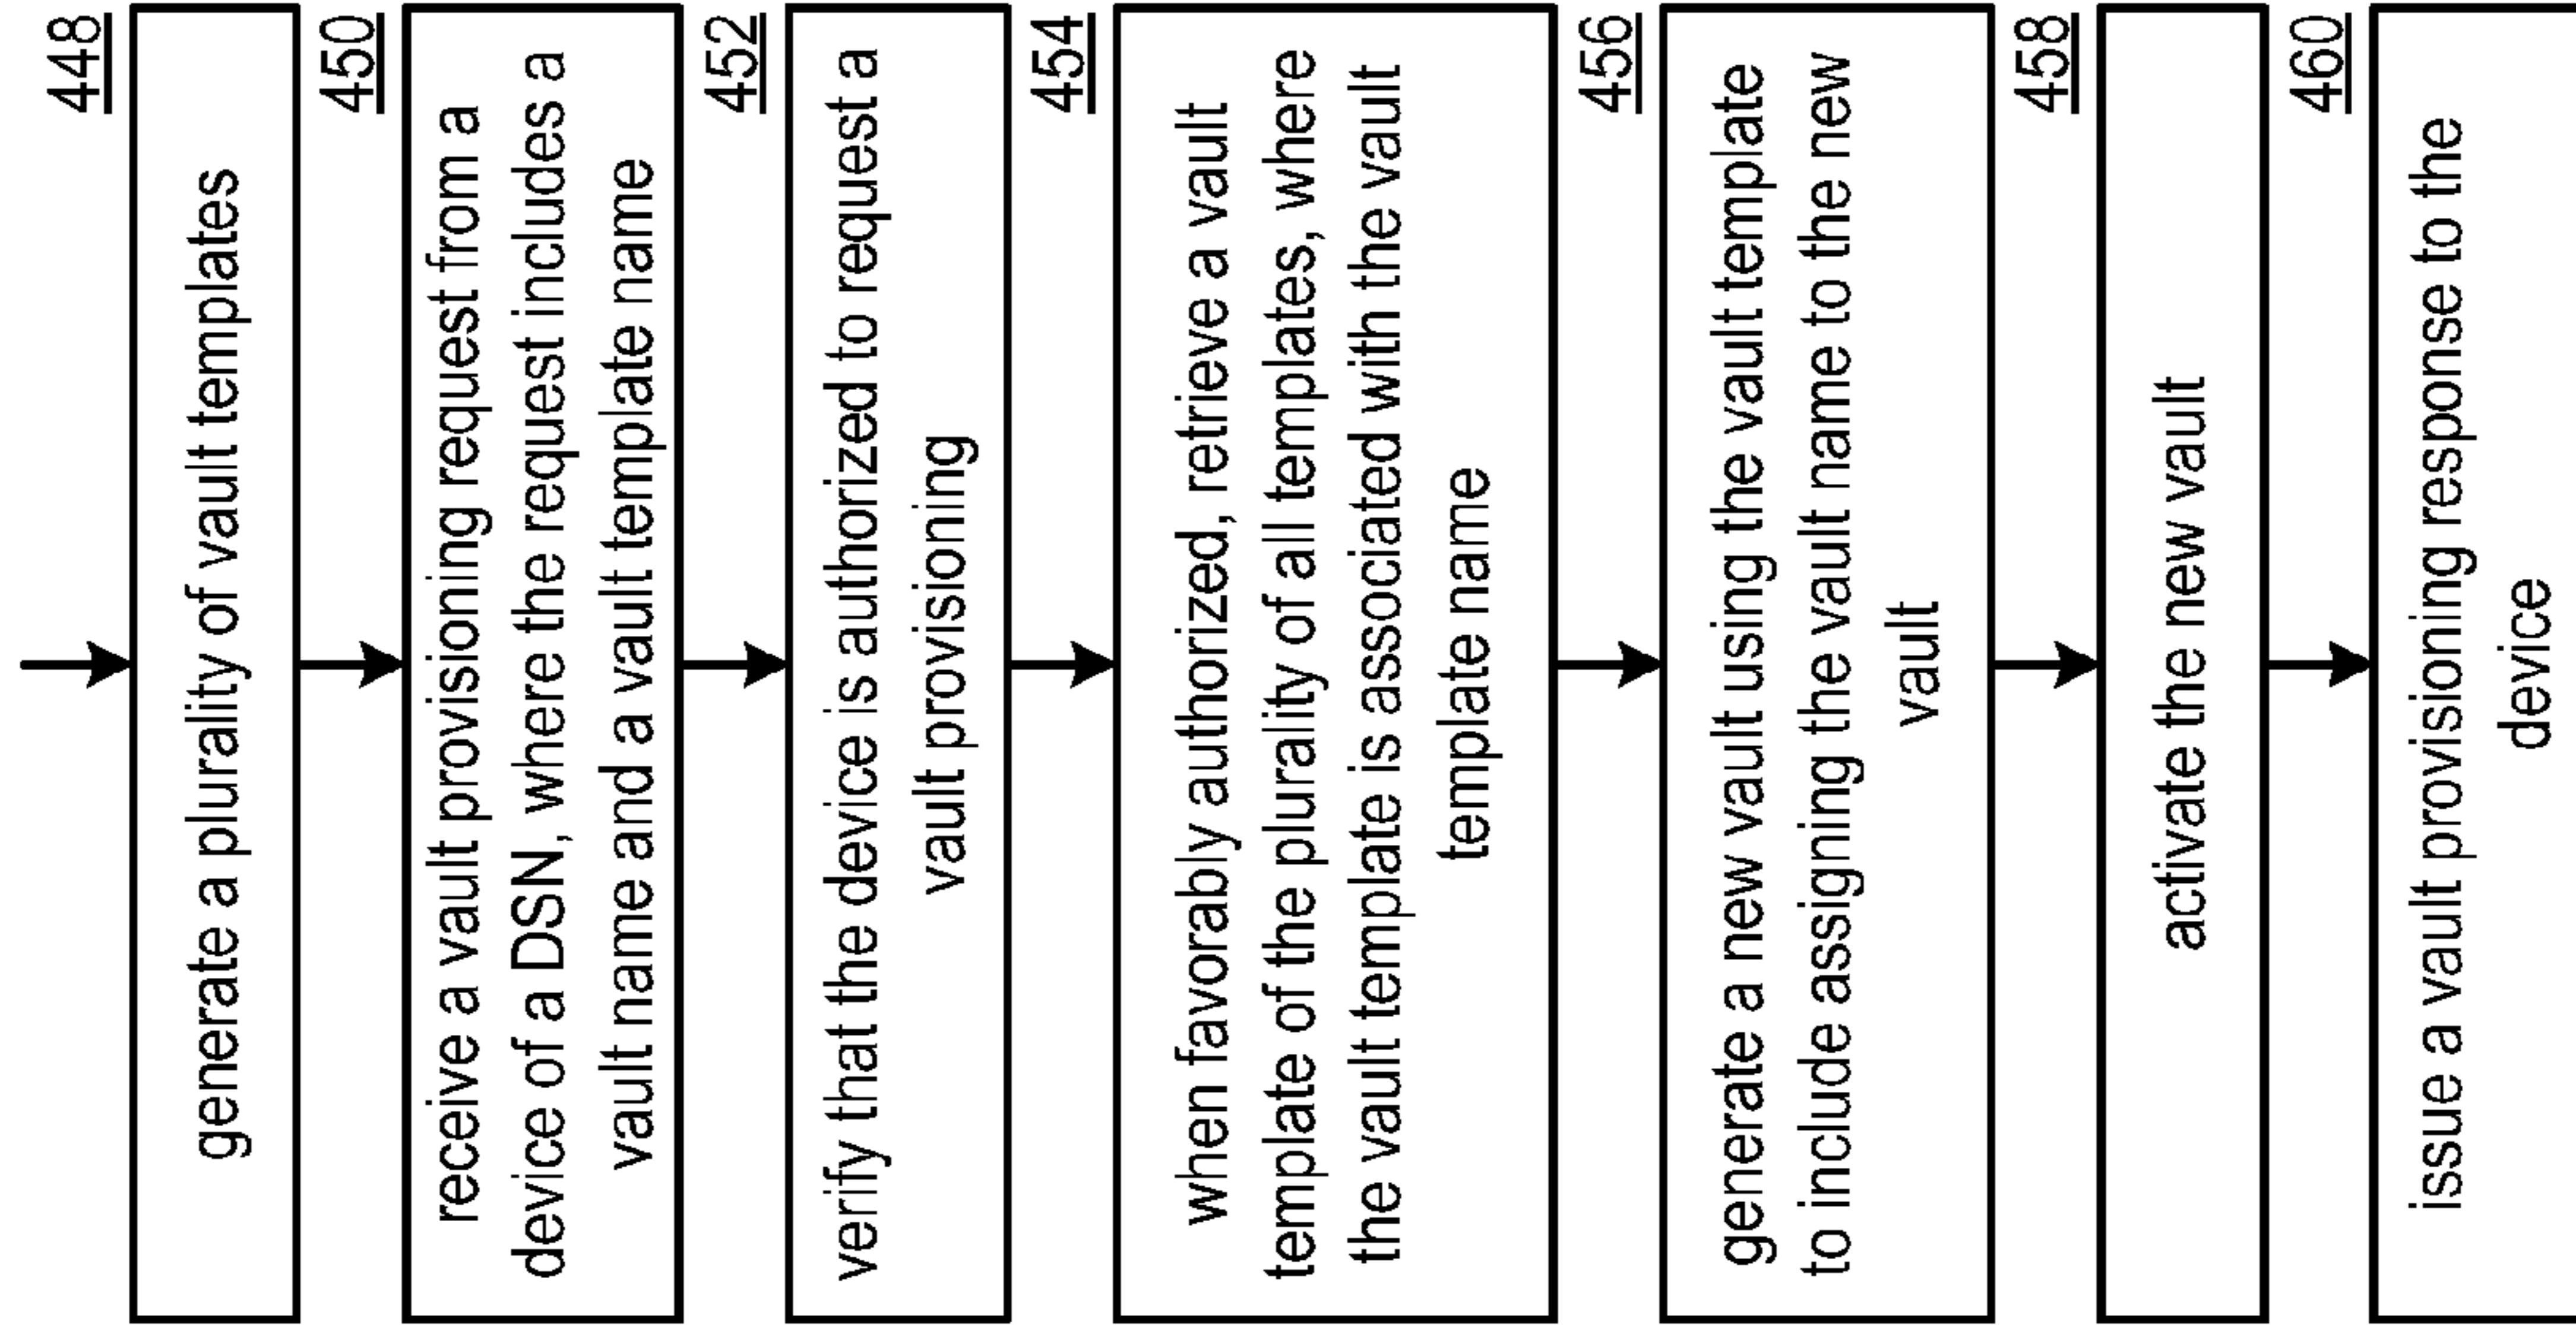 448
generate a plurality of vault templates
450
receive a vault provisioning request from a
device of a DSN, where the request includes a
vault name and a vault template name
452
verify that the device is authorized to request a
vault provisioning
454
when favorably authorized, retrieve a vault
template of the plurality of all templates, where
the vault template is associated with the vault
template name
456
generate a new vault using the vault template
to include assigning the vault name to the new
vault
458
activate the new vault
460
issue a vault provisioning response to the
device